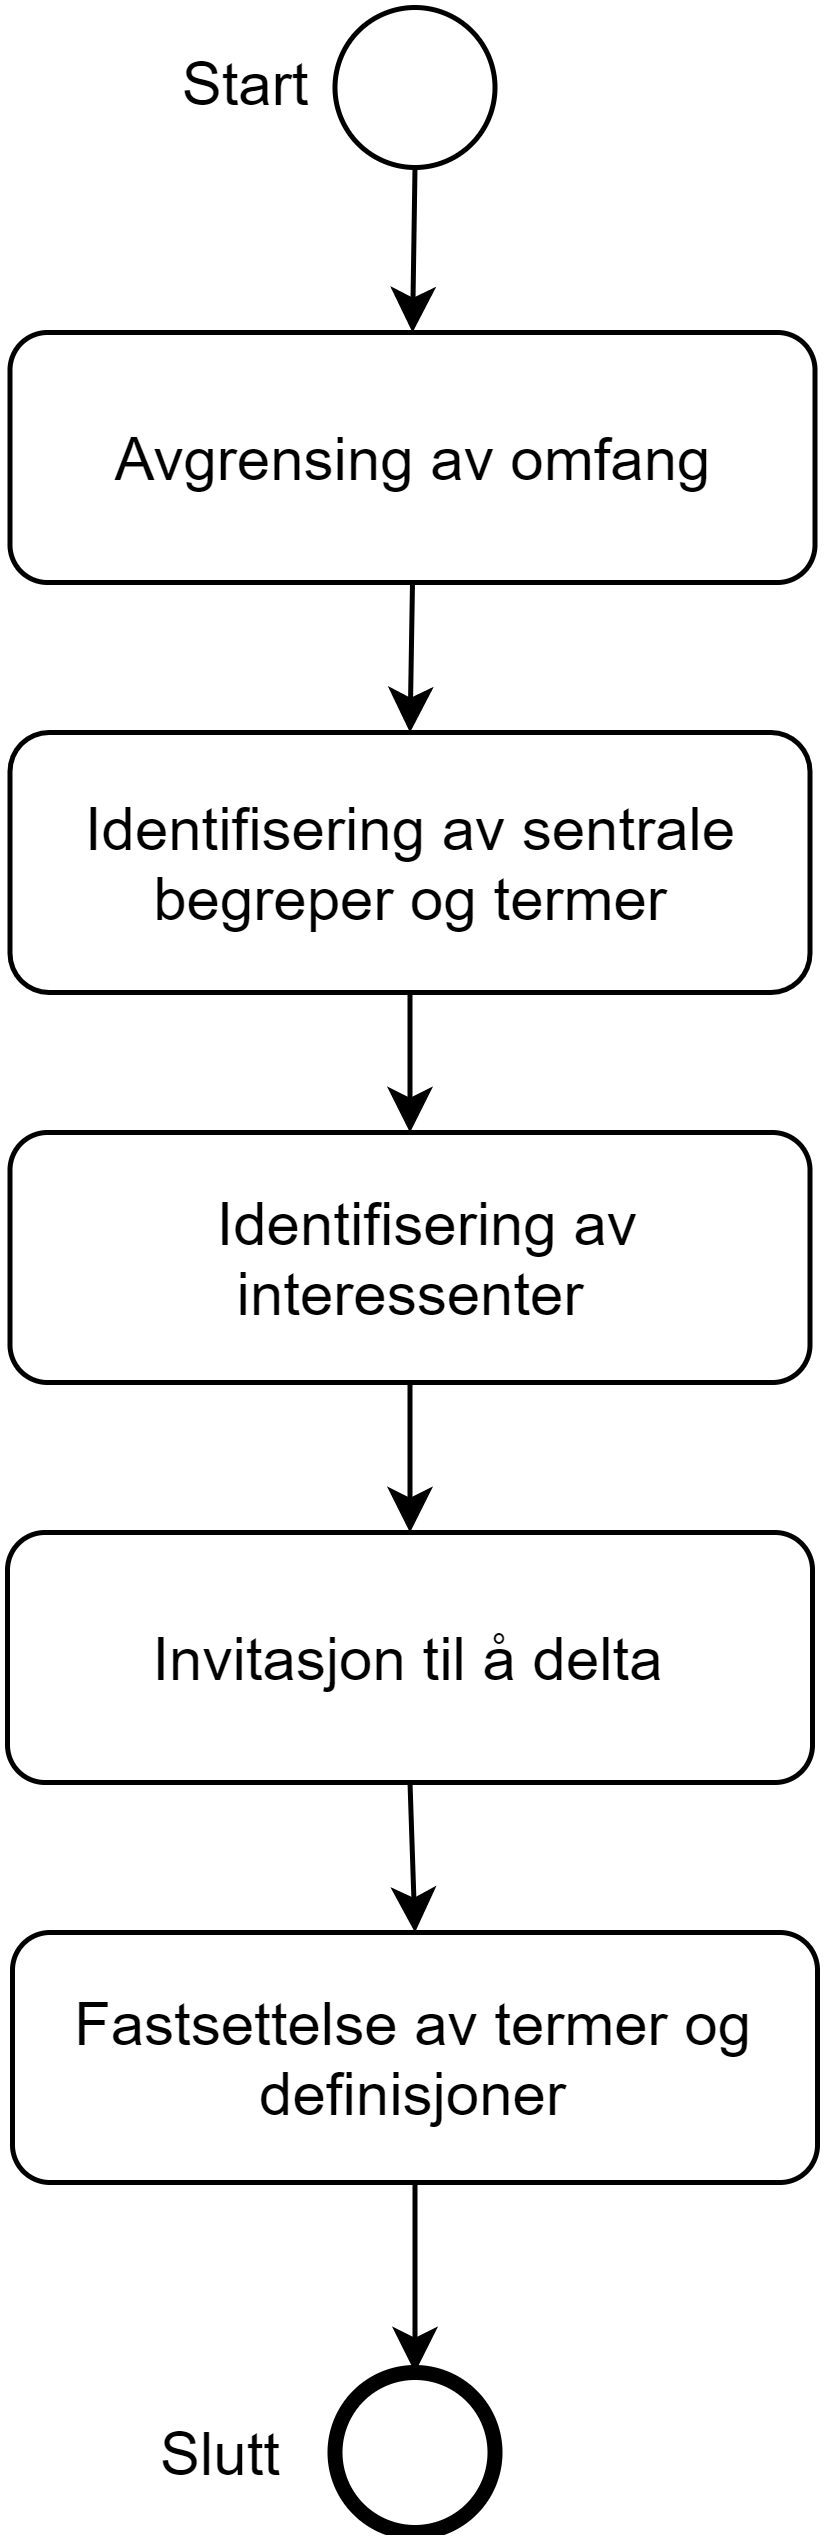 Start
Avgrensing av omfang
Identifisering av sentrale
begreper og termer
Identifisering av
interessenter
Invitasjon til å delta
Fastsettelse av termer og
definisjoner
Slutt